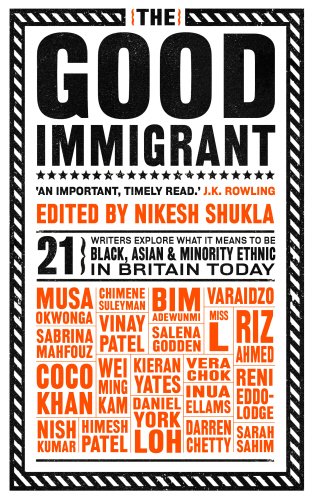 THE
GOOD
IMMIGRANT
'AN IMPORTANT, TIMELY READ.' J.K. ROWLING
EDITED BY NIKESH SHUKLA
21 WRITERS EXPLORE WHAT IT MEANS TO BE
BLACK, ASIAN & MINORITY ETHNIC
IN BRITAIN TODAY
MUSA
OKWONGA
CHIMENE
SULEYMAN
BIM
ADEWUNMI
VARAIDZO
SABRINA
MAHFOUZ
VINAY
PATEL
SALENA
GODDEN
MISS
L
RIZ
AHMED
COCO
KHAN
WEI
MING
KAM
KIERAN
YATES
VERA
CHOK
RENI
EDDO-
LODGE
INUA
ELLAMS
NISH
KUMAR
HIMESH
PATEL
DANIEL
YORK
LOH
DARREN
CHETTY
SARAH
SAHIM